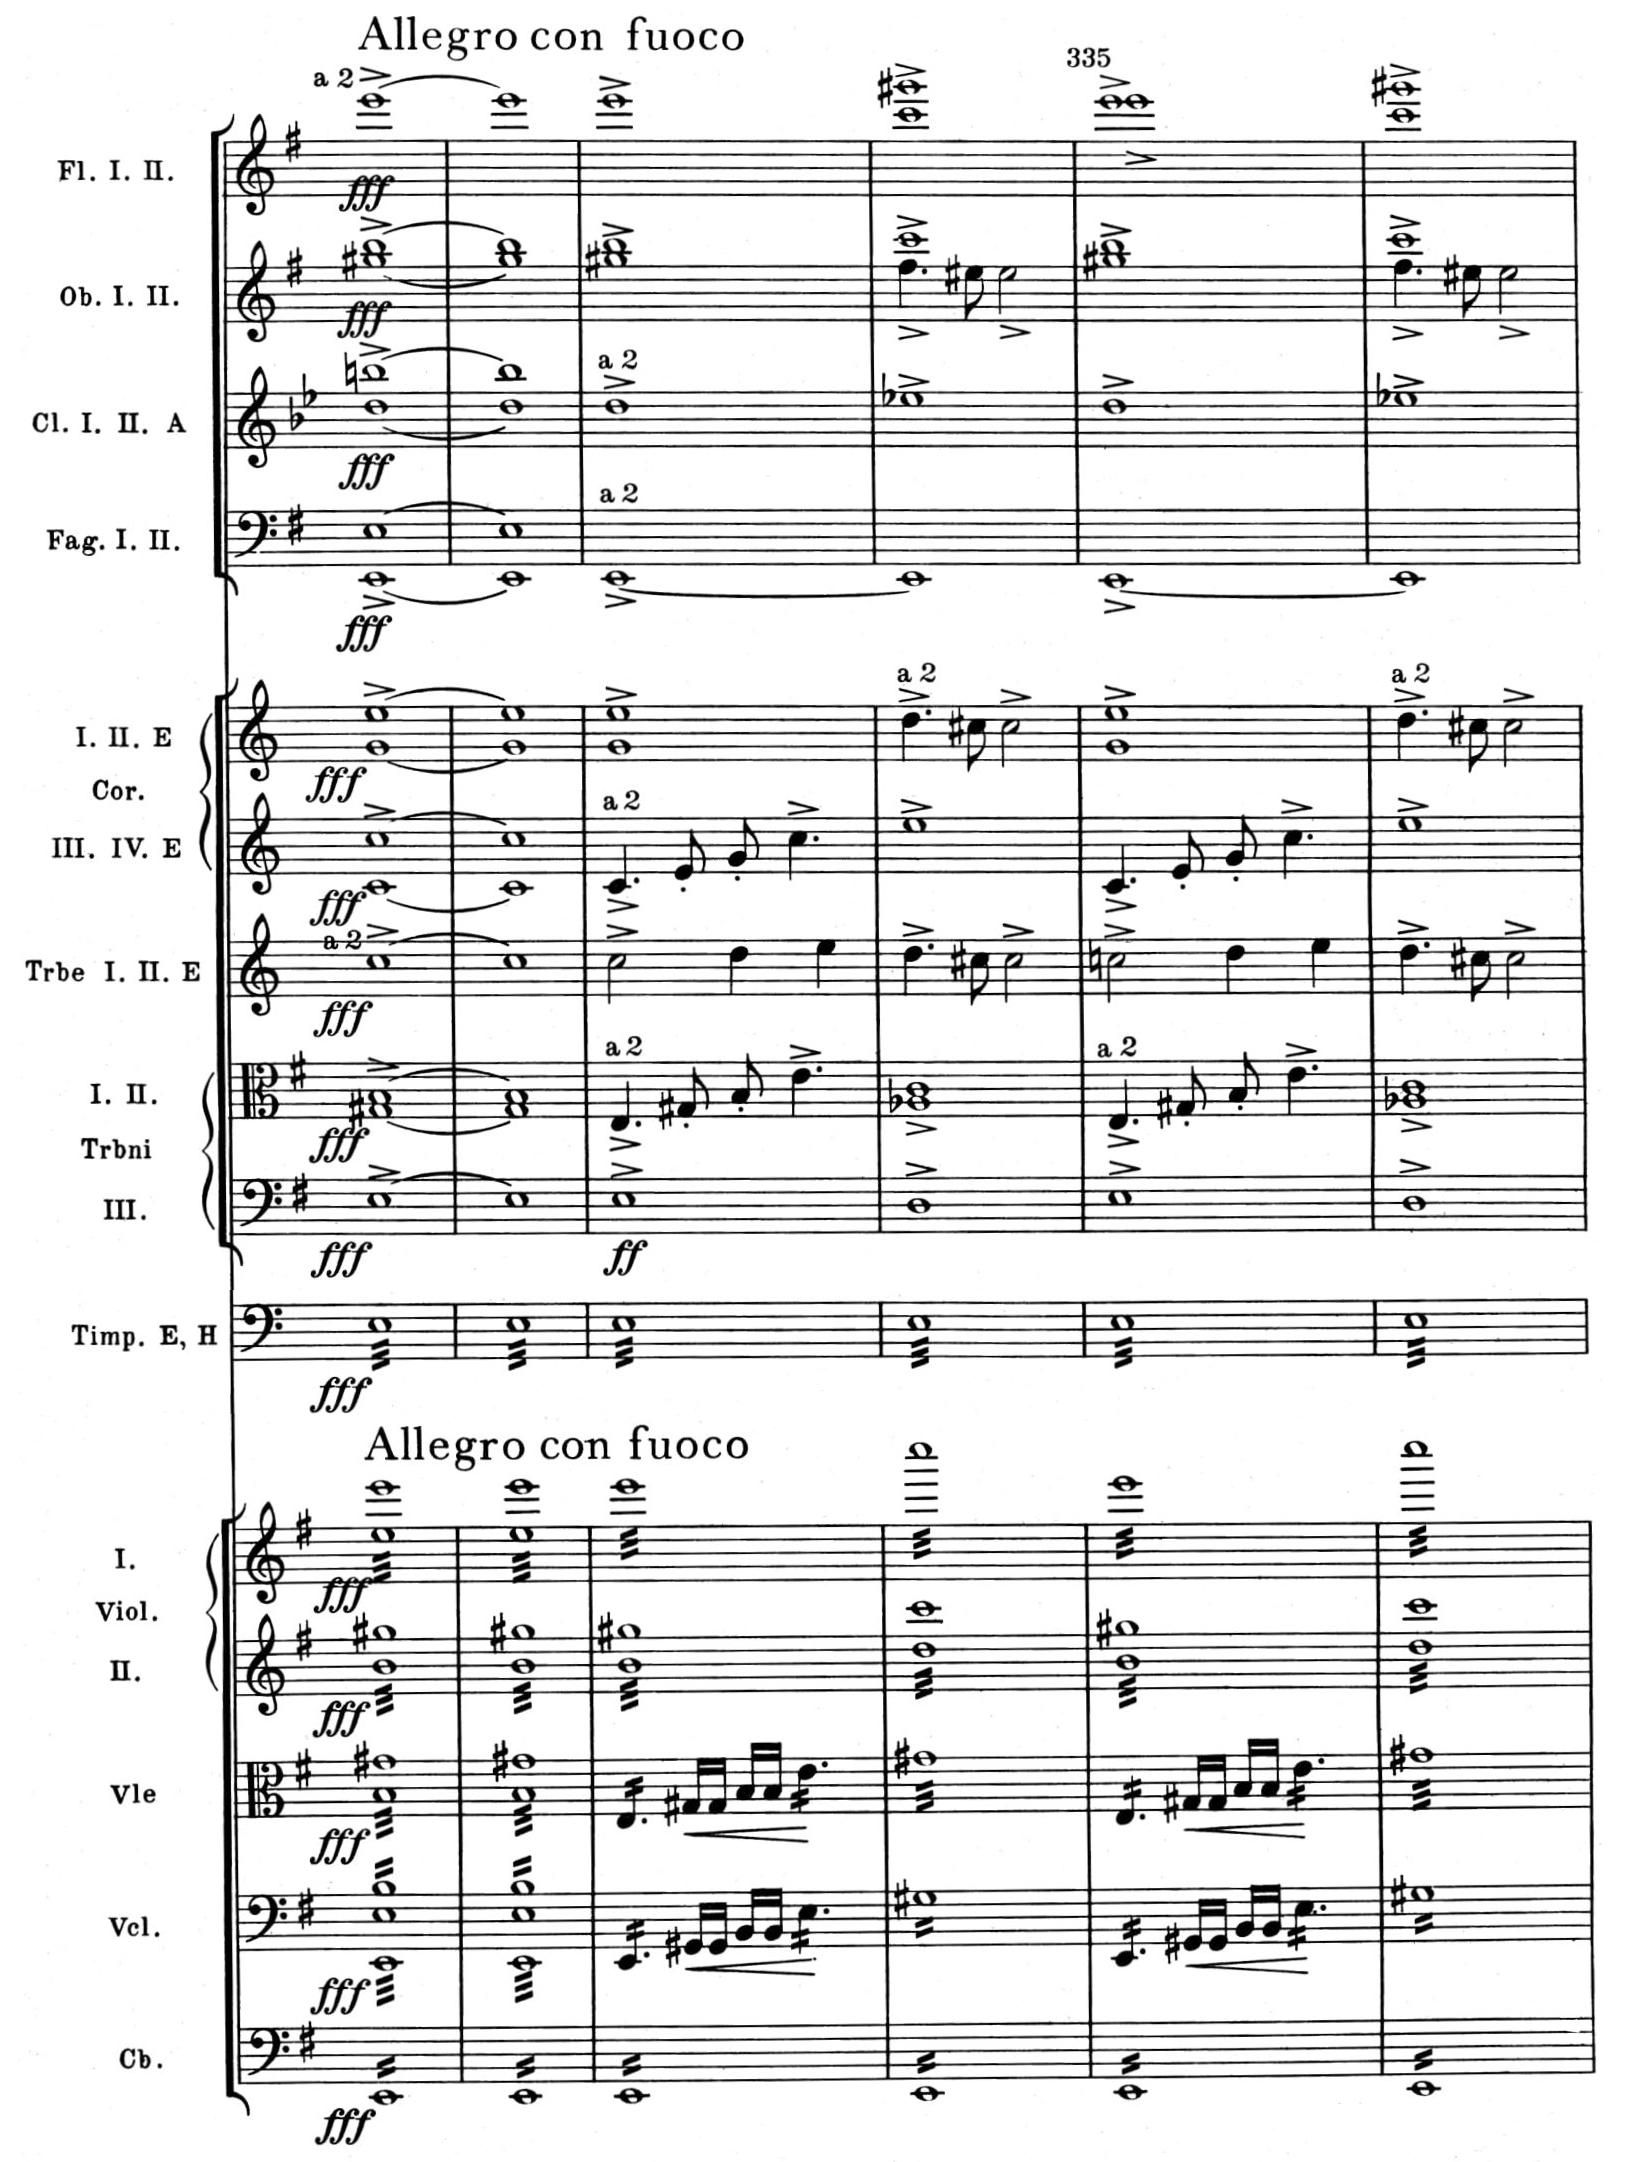 Allegro con fuoco
335
a 2
Fl. I. II.
fff
Ob. I. II.
fff
a 2
Cl. I. II. A
fff
a 2
Fag. I. II.
fff
a 2 a 2
I. II. E
fff
Cor.
a 2
III. IV. E
fff
a 2
Trbe I. II. E
fff
a 2 a 2
I. II.
fff
Trbni
III.
fff ff
Timp. E, H
fff
Allegro con fuoco
I.
fff
Viol.
II.
fff
Vle
fff
Vcl.
fff
Cb.
fff